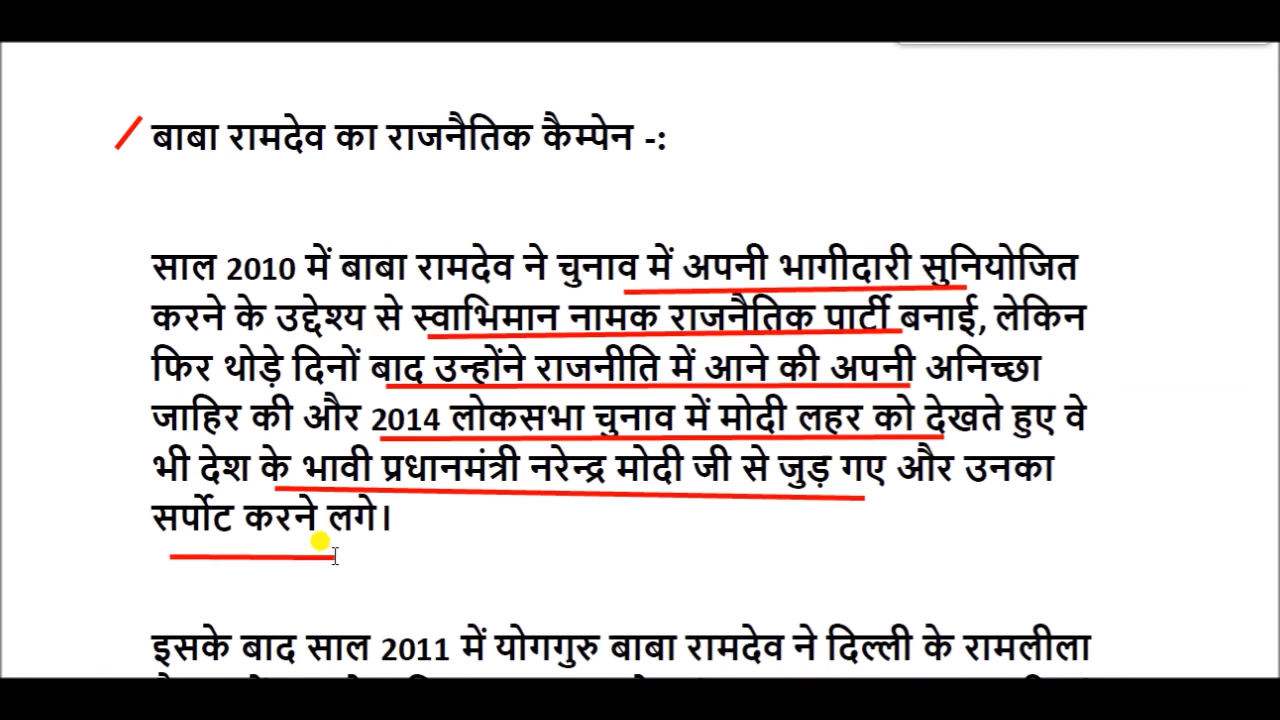 बाबा रामदेव का राजनैतिक कैम्पेन -:
साल 2010 में बाबा रामदेव ने चुनाव में अपनी भागीदारी सुनियोजित
करने के उद्देश्य से स्वाभिमान नामक राजनैतिक पार्टी बनाई, लेकिन
फिर थोड़े दिनों बाद उन्होंने राजनीति में आने की अपनी अनिच्छा
जाहिर की और 2014 लोकसभा चुनाव में मोदी लहर को देखते हुए वे
भी देश के भावी प्रधानमंत्री नरेन्द्र मोदी जी से जुड़ गए और उनका
सर्पोट करने लगे।
इसके बाद साल 2011 में योगगुरु बाबा रामदेव ने दिल्ली के रामलीला